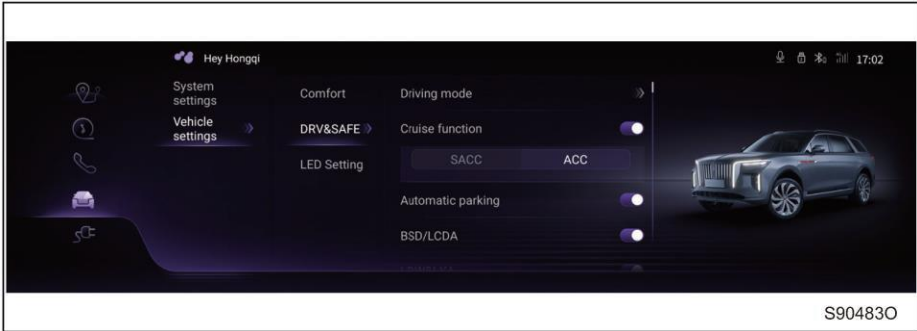 Hey Hongqi
17:02
System
settings
Vehicle
settings
Comfort
DRV&SAFE
LED Setting
Driving mode
Cruise function
SACC
ACC
Automatic parking
BSD/LCDA
S90483O